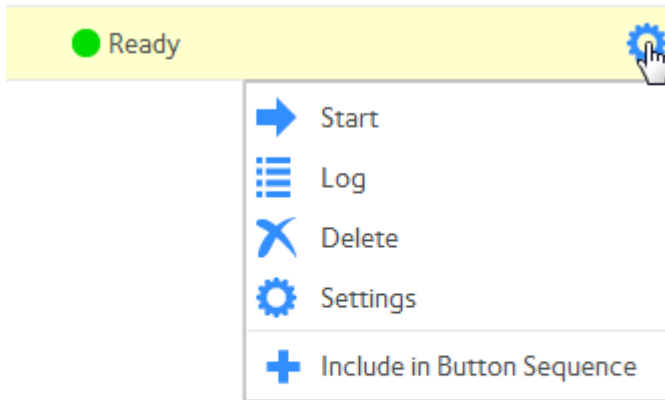 Ready
Start
Log
Delete
Settings
Include in Button Sequence